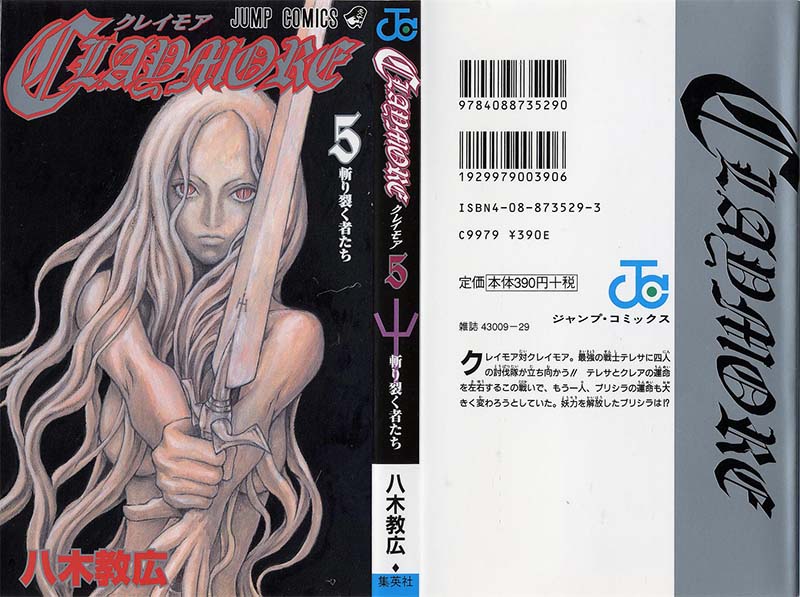 JUMP COMICS
クレイモア
CLAYMORE
5
斬り裂く者たち
八木教広
JC
CLAYMORE
クレイモア
5
斬り裂く者たち
八木教広
集英社
9784088735290
1929979003906
ISBN4-08-873529-3
C9979 ¥390E
定価 本体390円+税
JC
ジャンプ・コミックス
雑誌 43009-29
クレイモア対クレイモア。最強の戦士テレサに四人
の討伐隊が立ち向かう!! テレサとクレアの運命
を左右するこの戦いで、もう一人、プリシラの運命も大
きく変わろうとしていた。妖力を解放したプリシラは!?
CLAYMORE